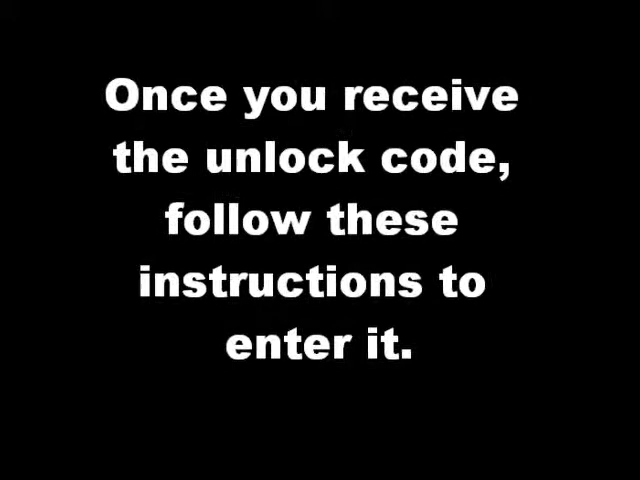 Once you receive
the unlock code,
follow these
instructions to
enter it.